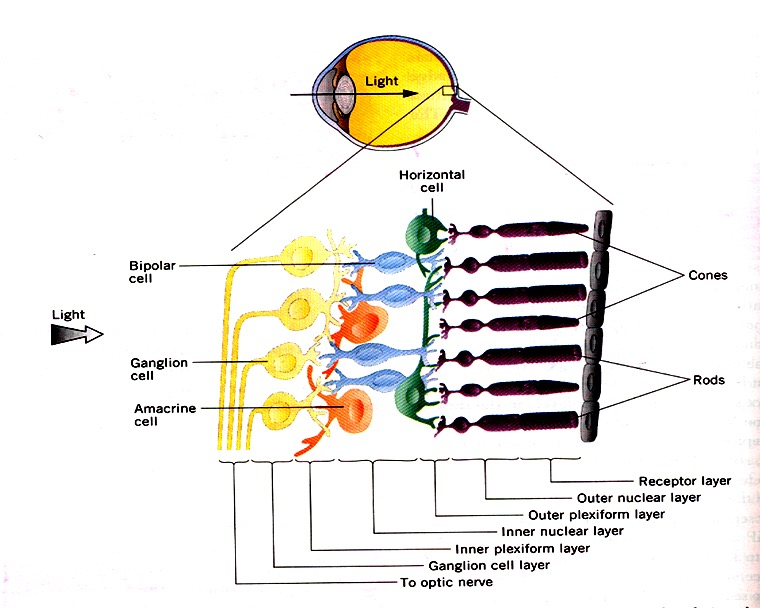 Light
Horizontal
cell
Bipolar
cell
Cones
Light
Ganglion
cell
Rods
Amacrine
cell
Receptor layer
Outer nuclear layer
Outer plexiform layer
Inner nuclear layer
Inner plexiform layer
Ganglion cell layer
To optic nerve